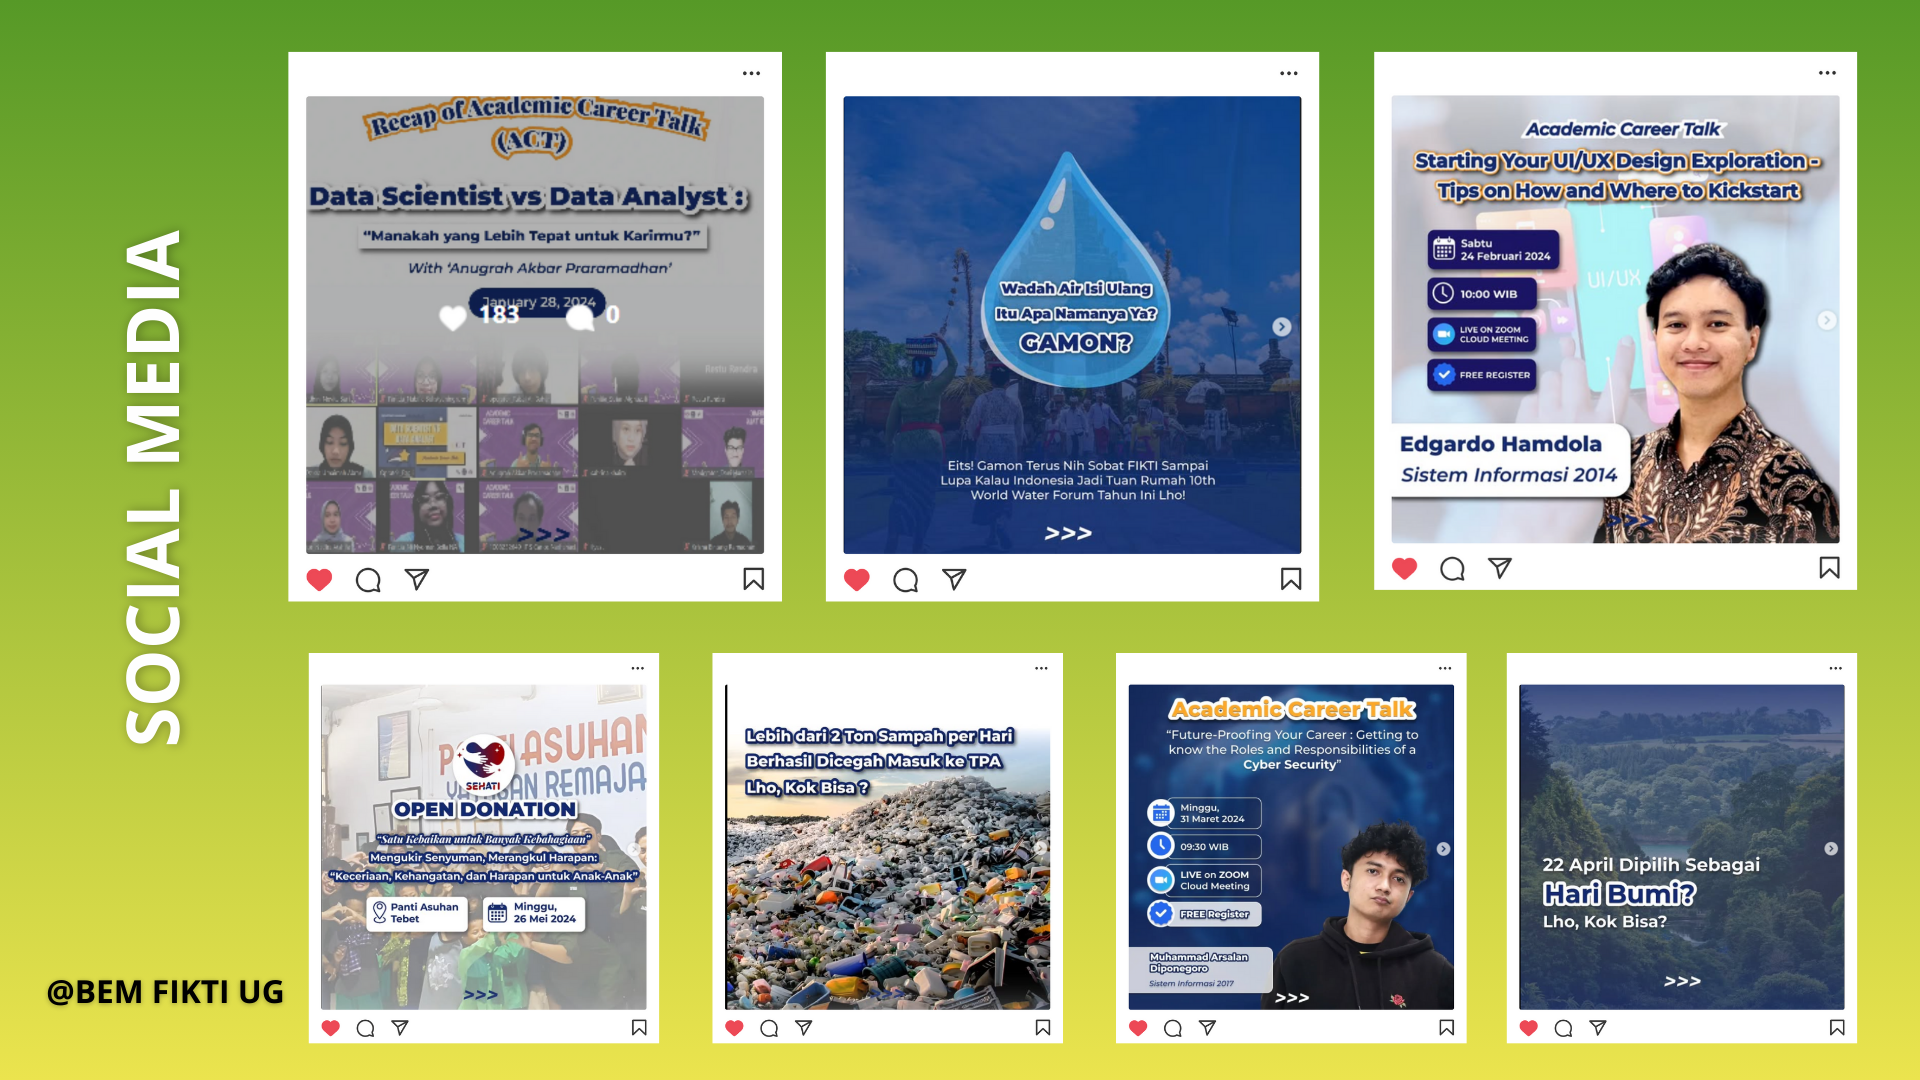 SOCIAL MEDIA
@BEM FIKTI UG
Recap of Academic Career Talk
(ACT)
Data Scientist vs Data Analyst :
“Manakah yang Lebih Tepat untuk Karirmu?”
With ‘Anugrah Akbar Praramadhan’
January 28, 2024
183 0
>>>
Wadah Air Isi Ulang
Itu Apa Namanya Ya?
GAMON?
Eits! Gamon Terus Nih Sobat FIKTI Sampai
Lupa Kalau Indonesia Jadi Tuan Rumah 10th
World Water Forum Tahun Ini Lho!
>>>
Academic Career Talk
Starting Your UI/UX Design Exploration -
Tips on How and Where to Kickstart
UI/UX
Sabtu
24 Februari 2024
10:00 WIB
LIVE ON ZOOM
CLOUD MEETING
FREE REGISTER
Edgardo Hamdola
Sistem Informasi 2014
>>>
SEHATI
OPEN DONATION
“Satu Kebaikan untuk Banyak Kebahagiaan”
Mengukir Senyuman, Merangkul Harapan:
“Keceriaan, Kehangatan, dan Harapan untuk Anak-Anak”
Panti Asuhan
Tebet
Minggu,
26 Mei 2024
>>>
Lebih dari 2 Ton Sampah per Hari
Berhasil Dicegah Masuk ke TPA
Lho, Kok Bisa ?
Academic Career Talk
“Future-Proofing Your Career : Getting to
know the Roles and Responsibilities of a
Cyber Security”
Minggu,
31 Maret 2024
09:30 WIB
LIVE on ZOOM
Cloud Meeting
FREE Register
Muhammad Arsalan
Diponegoro
Sistem Informasi 2017
>>>
22 April Dipilih Sebagai
Hari Bumi?
Lho, Kok Bisa?
>>>